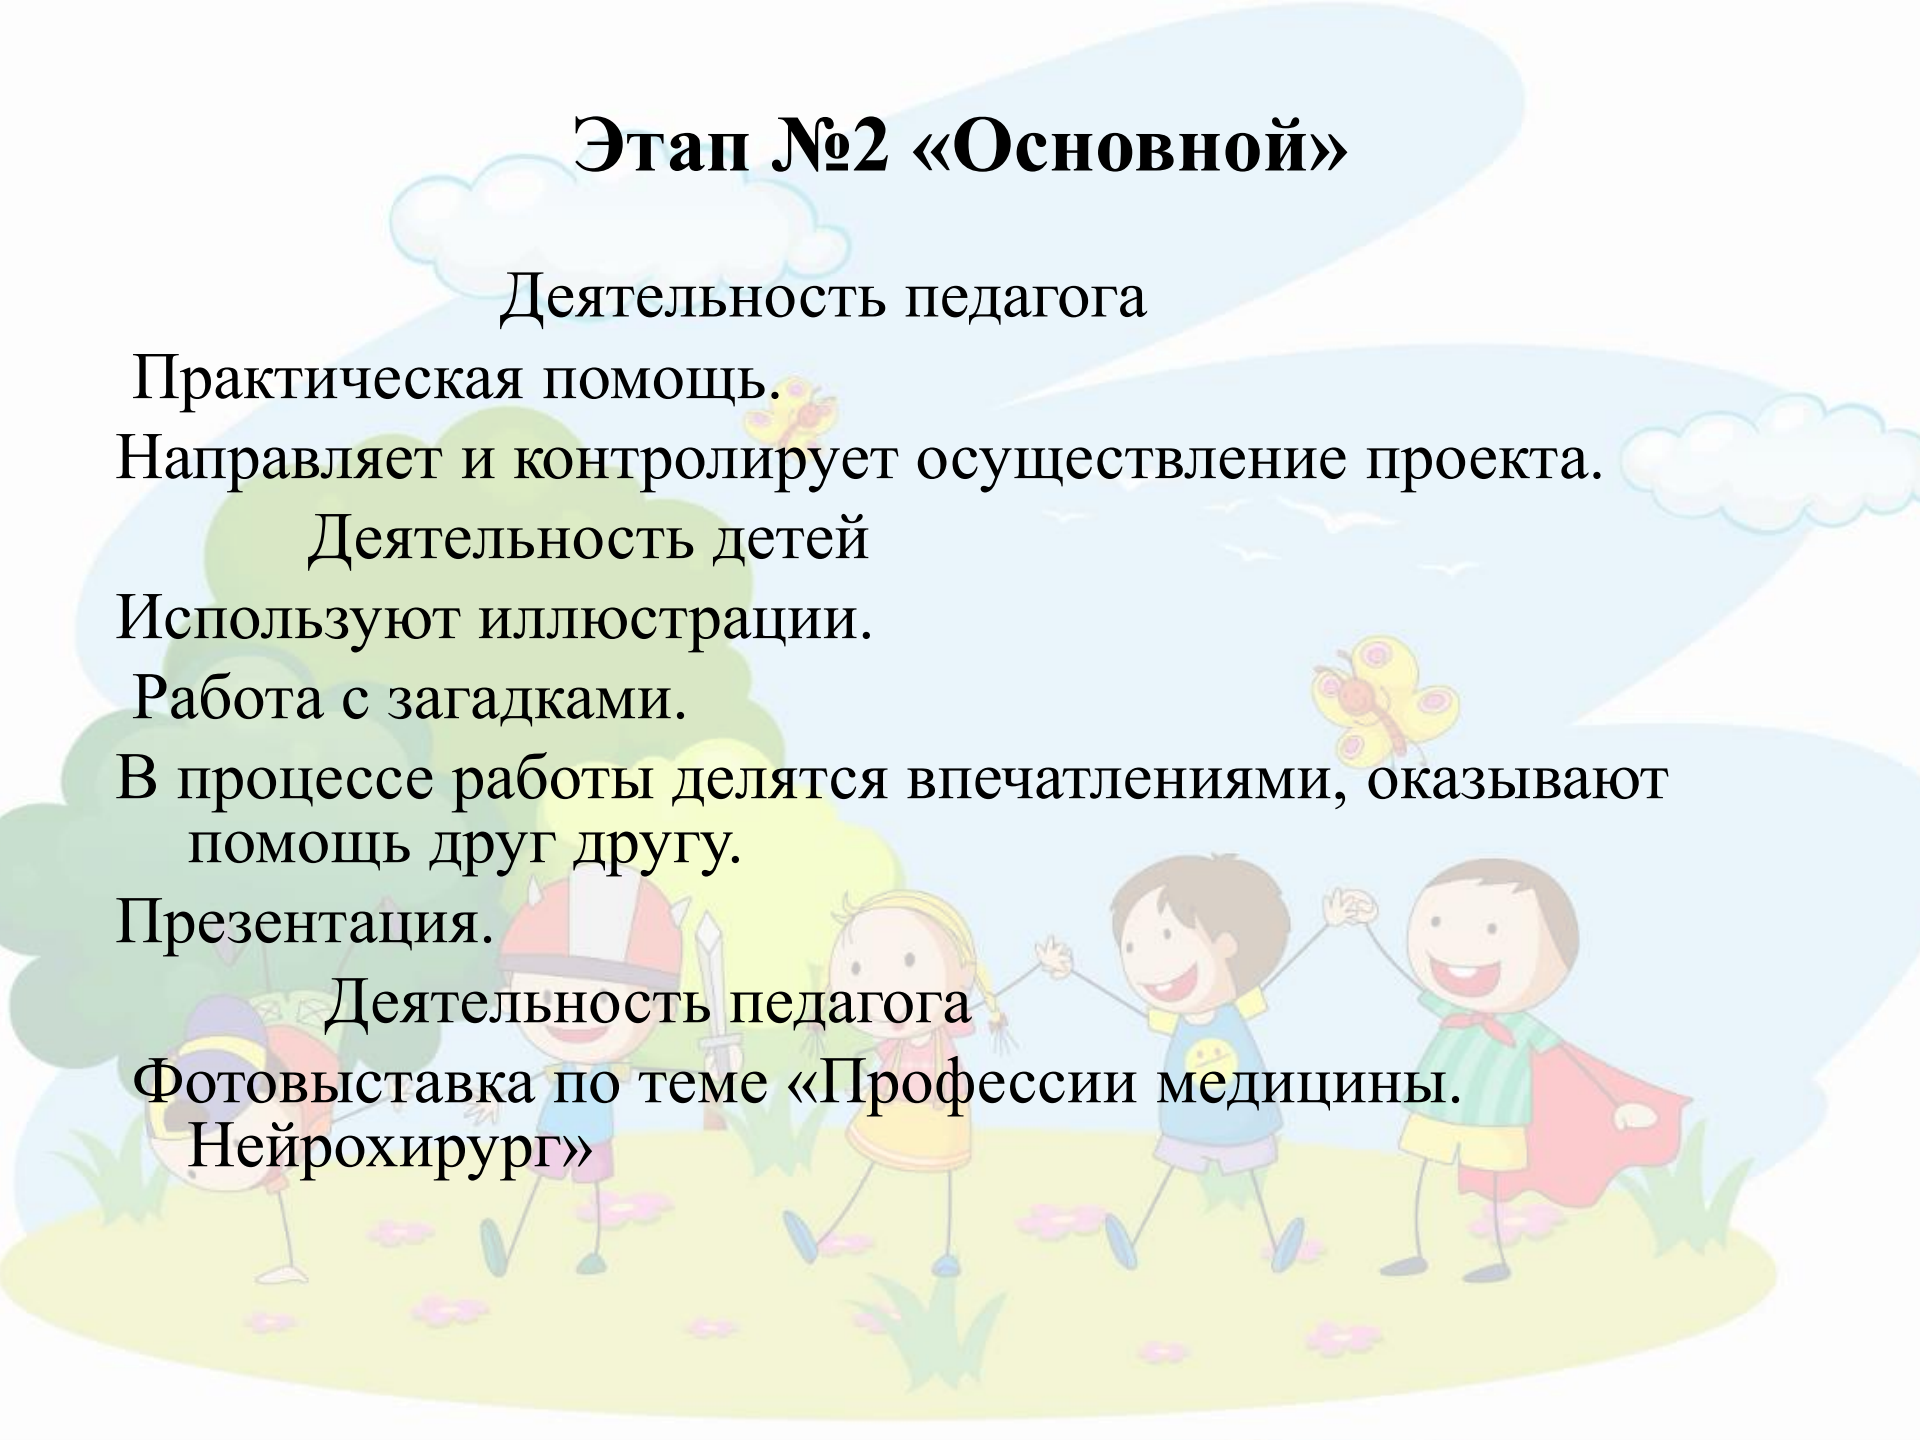 Этап №2 «Основной»
Деятельность педагога
Практическая помощь.
Направляет и контролирует осуществление проекта.
Деятельность детей
Используют иллюстрации.
Работа с загадками.
В процессе работы делятся впечатлениями, оказывают
помощь друг другу.
Презентация.
Деятельность педагога
Фотовыставка по теме «Профессии медицины.
Нейрохирург»